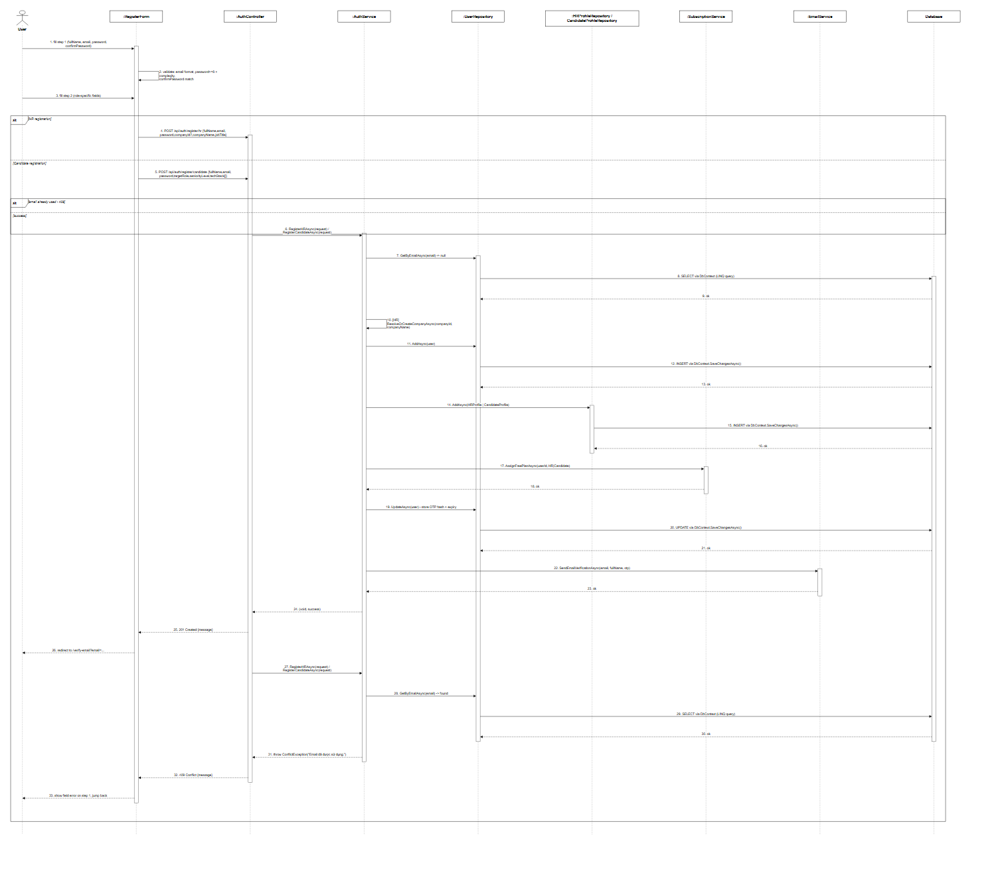 :RegisterForm
:AuthController
:AuthService
:UserRepository
:HRProfileRepository /
CandidateProfileRepository
:SubscriptionService
:EmailService
Database
User
1. fill step 1 (fullName, email, password,
confirmPassword)
2. validate: email format, password>=8 +
complexity,
confirmPassword match
3. fill step 2 (role-specific fields)
alt
[HR registration]
4. POST /api/auth/register/hr {fullName,email,
password,companyId?,companyName,jobTitle}
[Candidate registration]
5. POST /api/auth/register/candidate {fullName,email,
password,targetRole,seniorityLevel,techStack[]}
alt
[email already used - 409]
[success]
6. RegisterHRAsync(request) /
RegisterCandidateAsync(request)
7. GetByEmailAsync(email) -> null
8. SELECT via DbContext (LINQ query)
9. ok
10. [HR]
ResolveOrCreateCompanyAsync(companyId,
companyName)
11. AddAsync(user)
12. INSERT via DbContext.SaveChangesAsync()
13. ok
14. AddAsync(HRProfile | CandidateProfile)
15. INSERT via DbContext.SaveChangesAsync()
16. ok
17. AssignFreePlanAsync(userId, HR|Candidate)
18. ok
19. UpdateAsync(user) - store OTP hash + expiry
20. UPDATE via DbContext.SaveChangesAsync()
21. ok
22. SendEmailVerificationAsync(email, fullName, otp)
23. ok
24. (void, success)
25. 201 Created {message}
26. redirect to /verify-email?email=...
27. RegisterHRAsync(request) /
RegisterCandidateAsync(request)
28. GetByEmailAsync(email) -> found
29. SELECT via DbContext (LINQ query)
30. ok
31. throw ConflictException("Email đã được sử dụng.")
32. 409 Conflict {message}
33. show field error on step 1, jump back